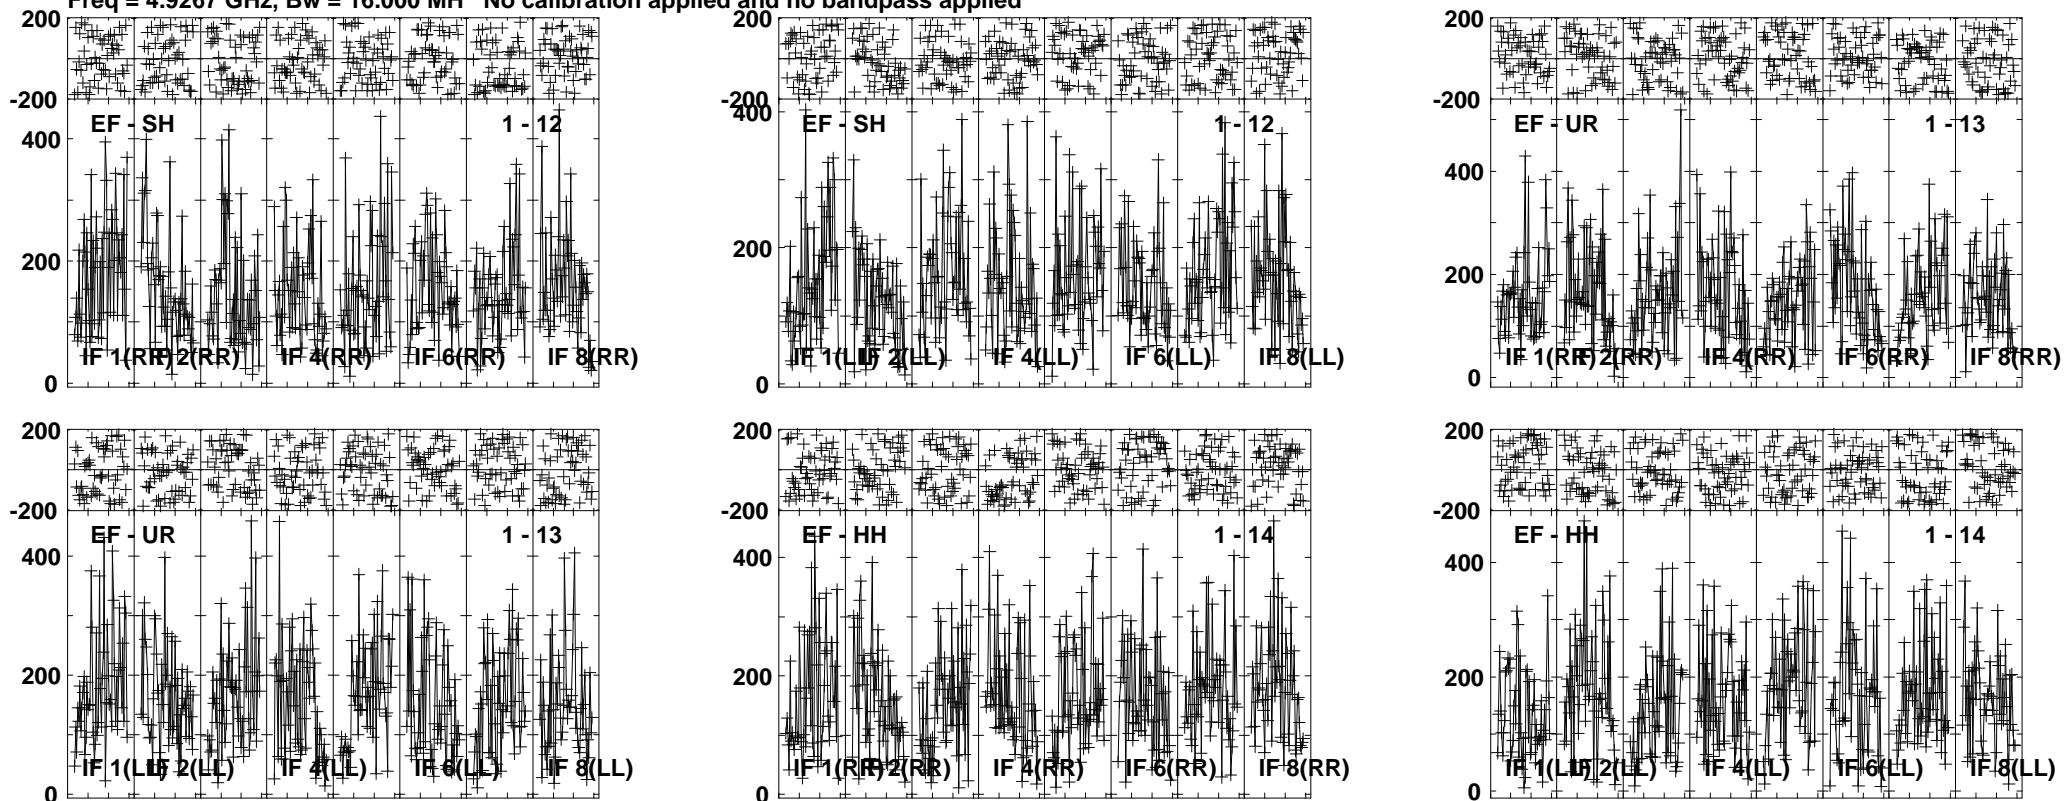 Freq = 4.9267 GHz, Bw = 16.000 MH No calibration applied and no bandpass applied
200
-200
EF - SH 1 - 12
400
200
0
IF 1(RR) IF 2(RR) IF 4(RR) IF 6(RR) IF 8(RR)
200
-200
400
EF - SH 1 - 12
200
0
IF 1(LL) IF 2(LL) IF 4(LL) IF 6(LL) IF 8(LL)
200
-200
EF - UR 1 - 13
400
200
0
IF 1(RR) IF 2(RR) IF 4(RR) IF 6(RR) IF 8(RR)
200
-200
EF - UR 1 - 13
400
200
0
IF 1(LL) IF 2(LL) IF 4(LL) IF 6(LL) IF 8(LL)
200
-200
EF - HH 1 - 14
400
200
0
IF 1(RR) IF 2(RR) IF 4(RR) IF 6(RR) IF 8(RR)
200
-200
EF - HH 1 - 14
400
200
0
IF 1(LL) IF 2(LL) IF 4(LL) IF 6(LL) IF 8(LL)